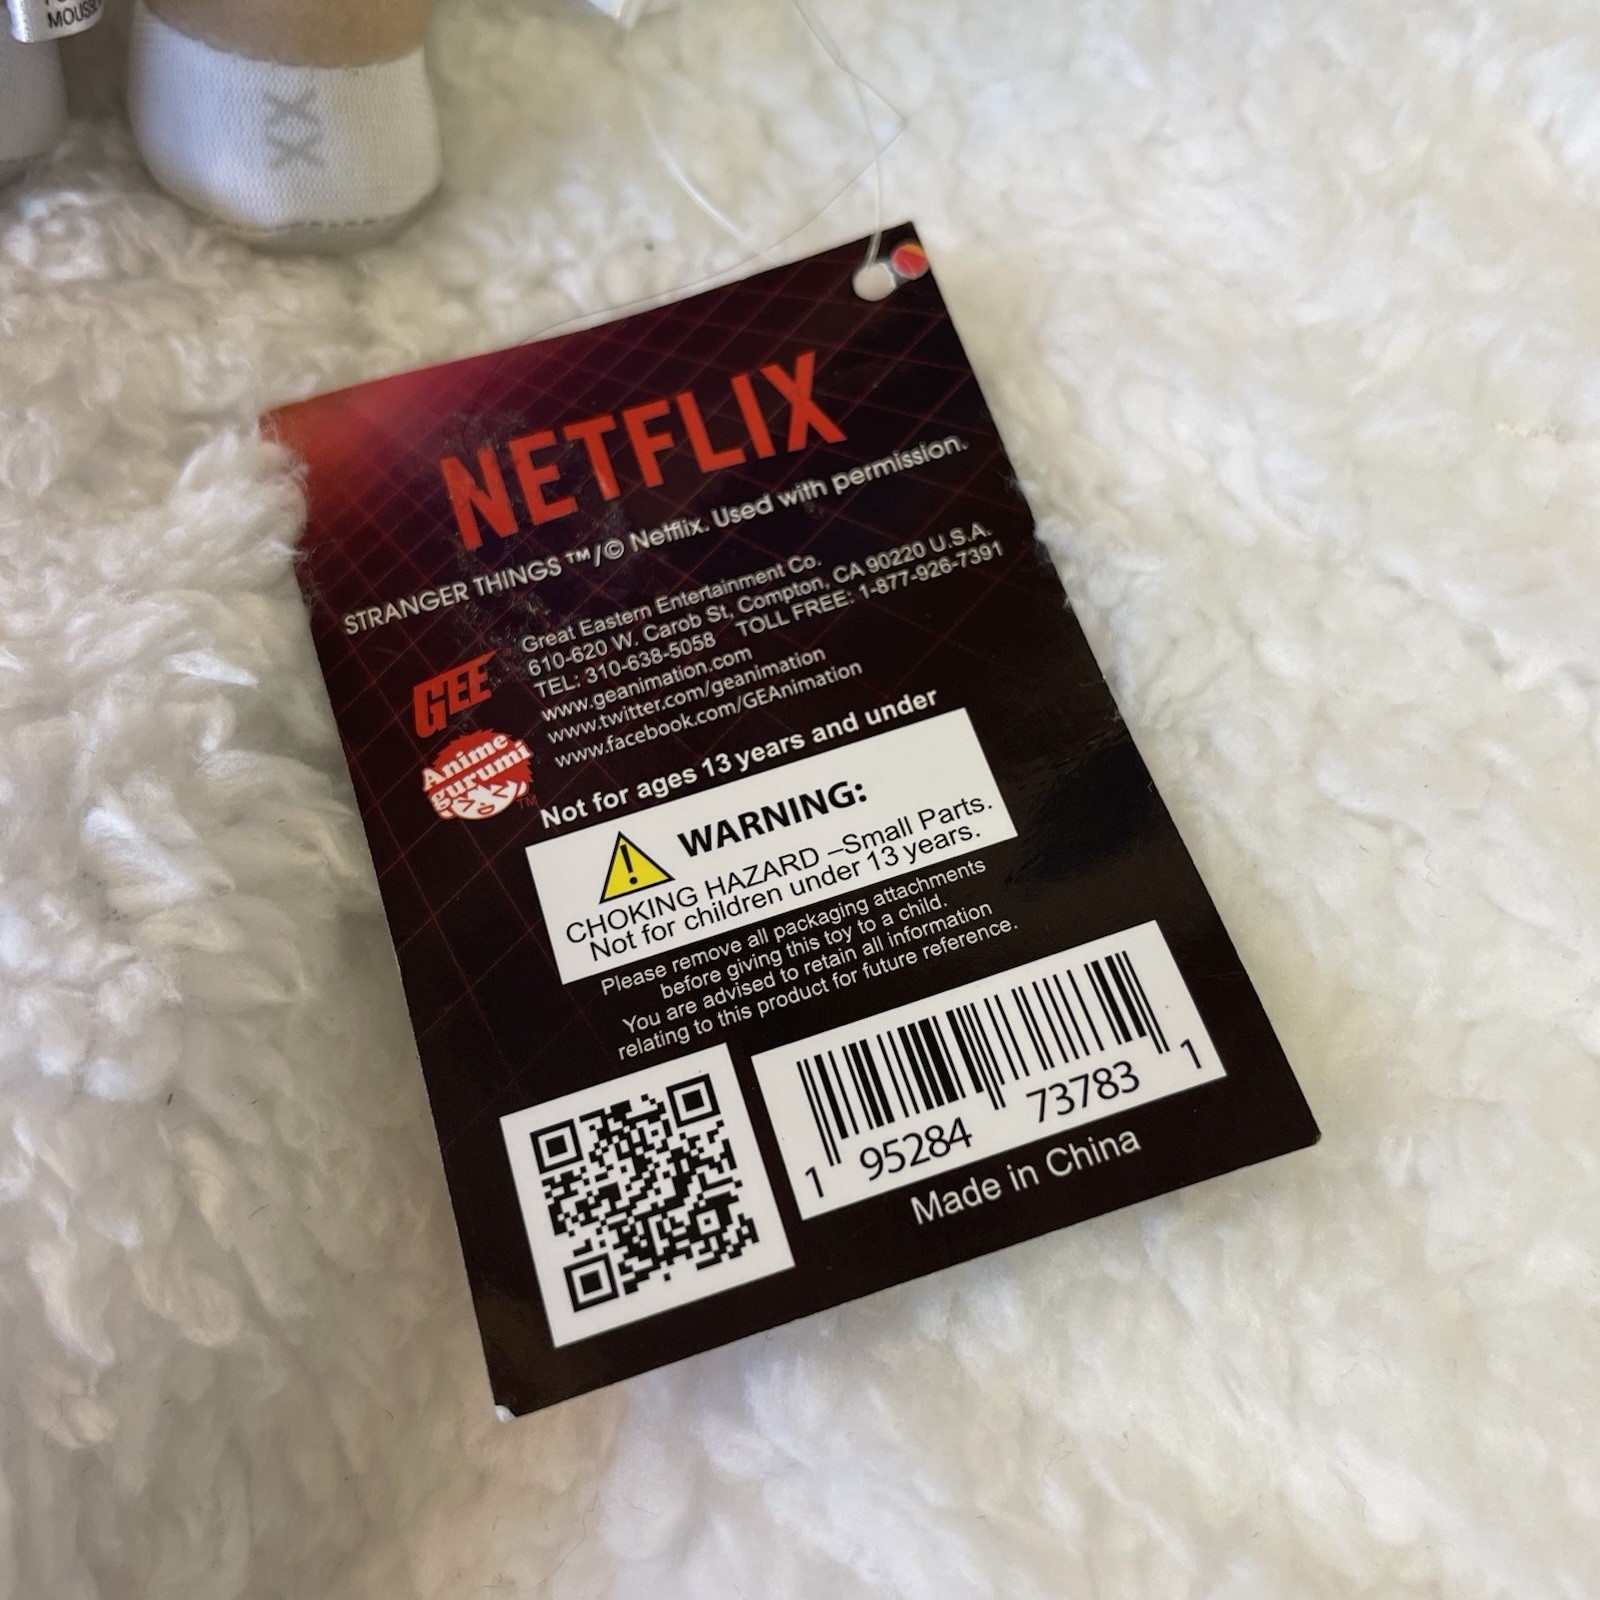 MOUSSE
NETFLIX
STRANGER THINGS ™/© Netflix. Used with permission.
GEE
Great Eastern Entertainment Co.
610-620 W. Carob St, Compton, CA 90220 U.S.A.
TEL: 310-638-5058 TOLL FREE: 1-877-926-7391
www.geanimation.com
www.twitter.com/geanimation
www.facebook.com/GEAnimation
Anime
gurumi
TM
Not for ages 13 years and under
WARNING:
CHOKING HAZARD –Small Parts.
Not for children under 13 years.
Please remove all packaging attachments
before giving this toy to a child.
You are advised to retain all information
relating to this product for future reference.
1 95284 73783 1
Made in China